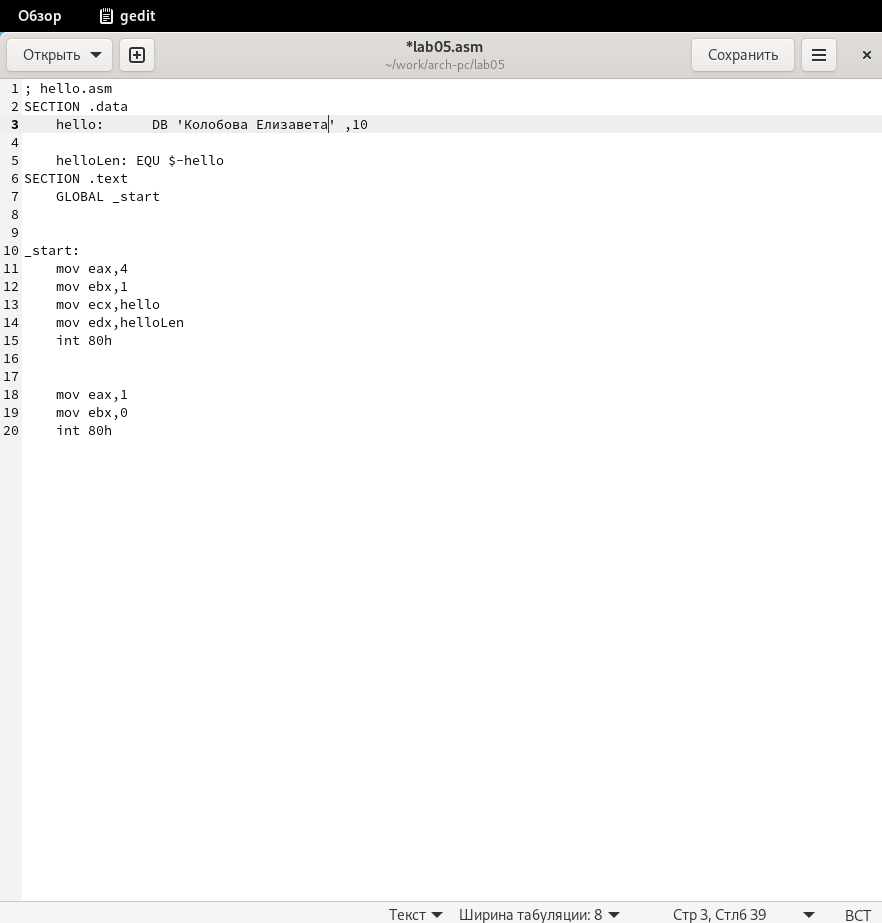 Обзор gedit
Открыть *lab05.asm Сохранить
~/work/arch-pc/lab05
1 ; hello.asm
2 SECTION .data
3     hello:      DB 'Колобова Елизавета' ,10
4
5     helloLen: EQU $-hello
6 SECTION .text
7     GLOBAL _start
8
9
10 _start:
11     mov eax,4
12     mov ebx,1
13     mov ecx,hello
14     mov edx,helloLen
15     int 80h
16
17
18     mov eax,1
19     mov ebx,0
20     int 80h
Текст Ширина табуляции: 8 Стр 3, Стлб 39 ВСТ